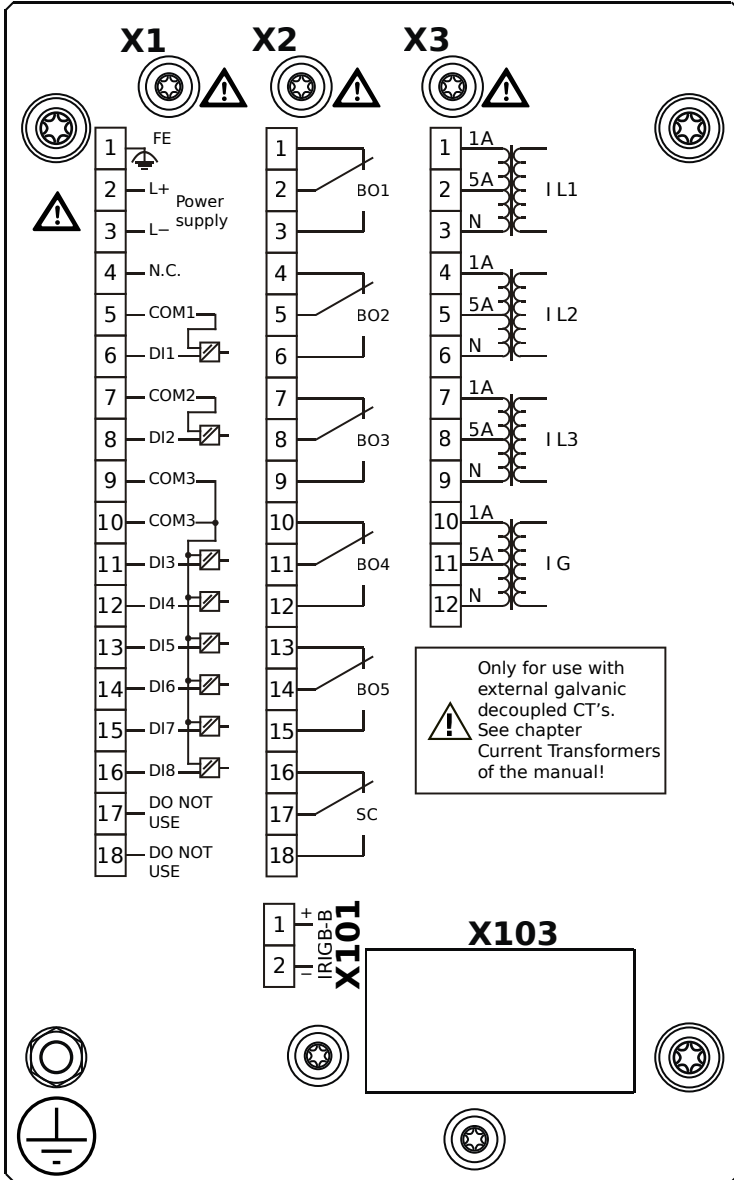 X1 X2 X3
1 FE
2 L+
Power
supply
3 L−
4 N.C.
5 COM1
6 DI1
7 COM2
8 DI2
9 COM3
10 COM3
11 DI3
12 DI4
13 DI5
14 DI6
15 DI7
16 DI8
17 DO NOT
USE
18 DO NOT
USE
1
2 BO1
3
4
5 BO2
6
7
8 BO3
9
10
11 BO4
12
13
14 BO5
15
16
17 SC
18
1 1A
2 5A I L1
3 N
4 1A
5 5A I L2
6 N
7 1A
8 5A I L3
9 N
10 1A
11 5A I G
12 N
Only for use with
external galvanic
decoupled CT's.
See chapter
Current Transformers
of the manual!
1 +
2 −
IRIGB-B
X101
X103